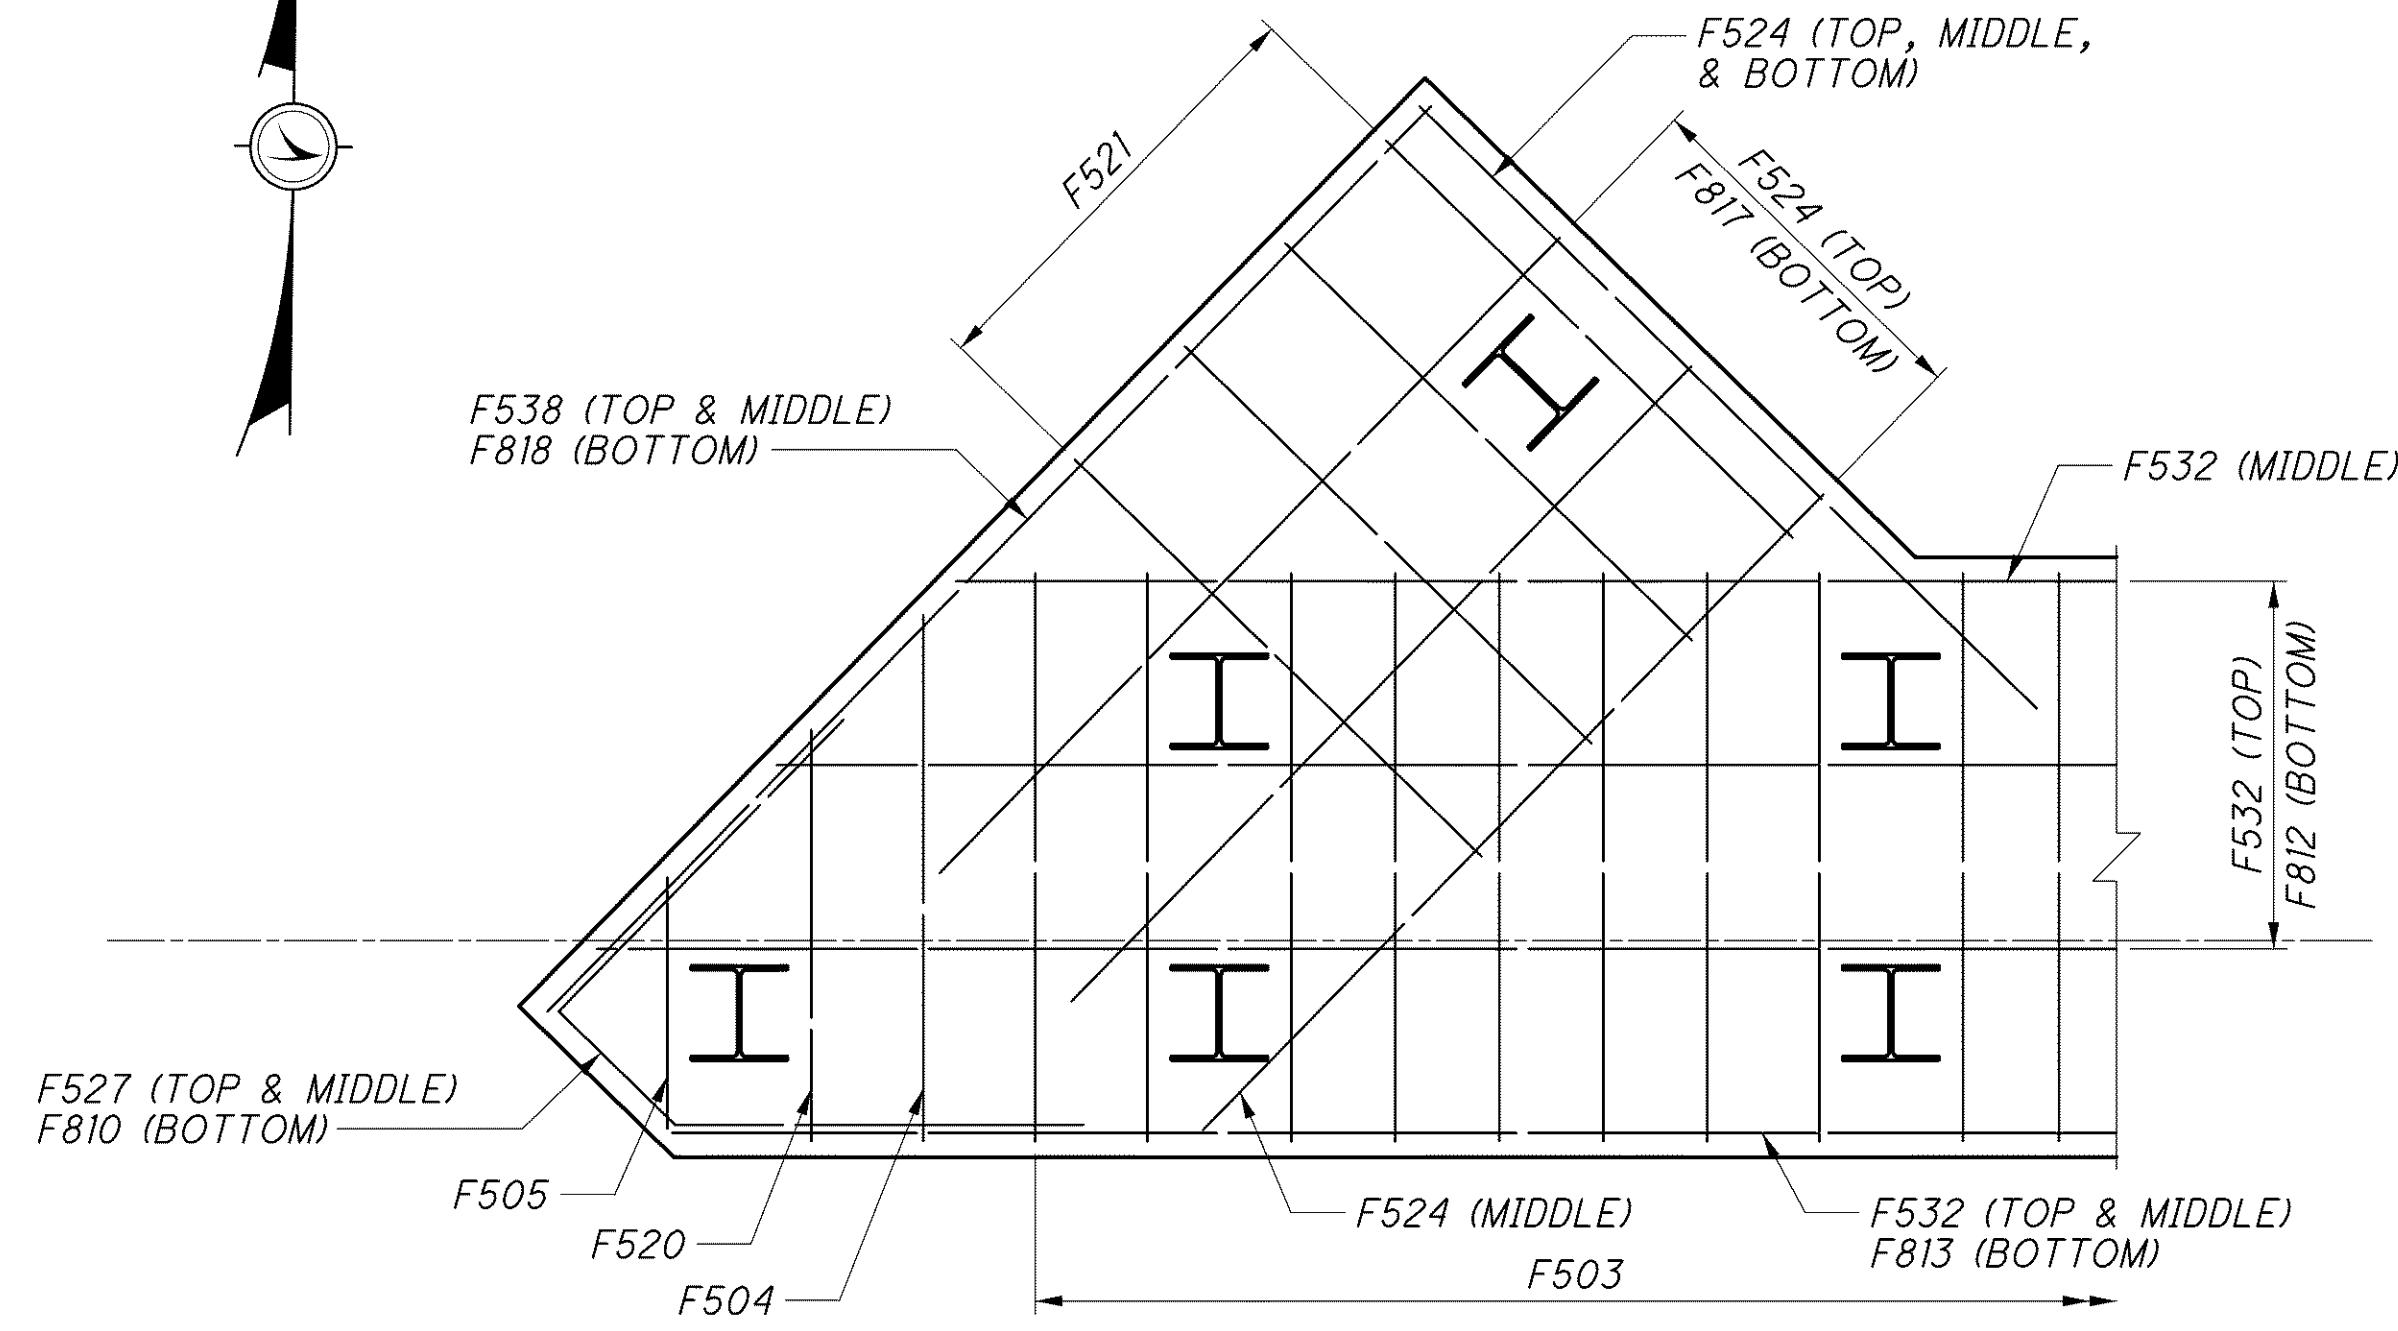 F524 (TOP, MIDDLE,
& BOTTOM)
F521
F524 (TOP)
F817 (BOTTOM)
F538 (TOP & MIDDLE)
F818 (BOTTOM)
F532 (MIDDLE)
F532 (TOP)
F812 (BOTTOM)
F527 (TOP & MIDDLE)
F810 (BOTTOM)
F505
F520
F504
F524 (MIDDLE)
F532 (TOP & MIDDLE)
F813 (BOTTOM)
F503